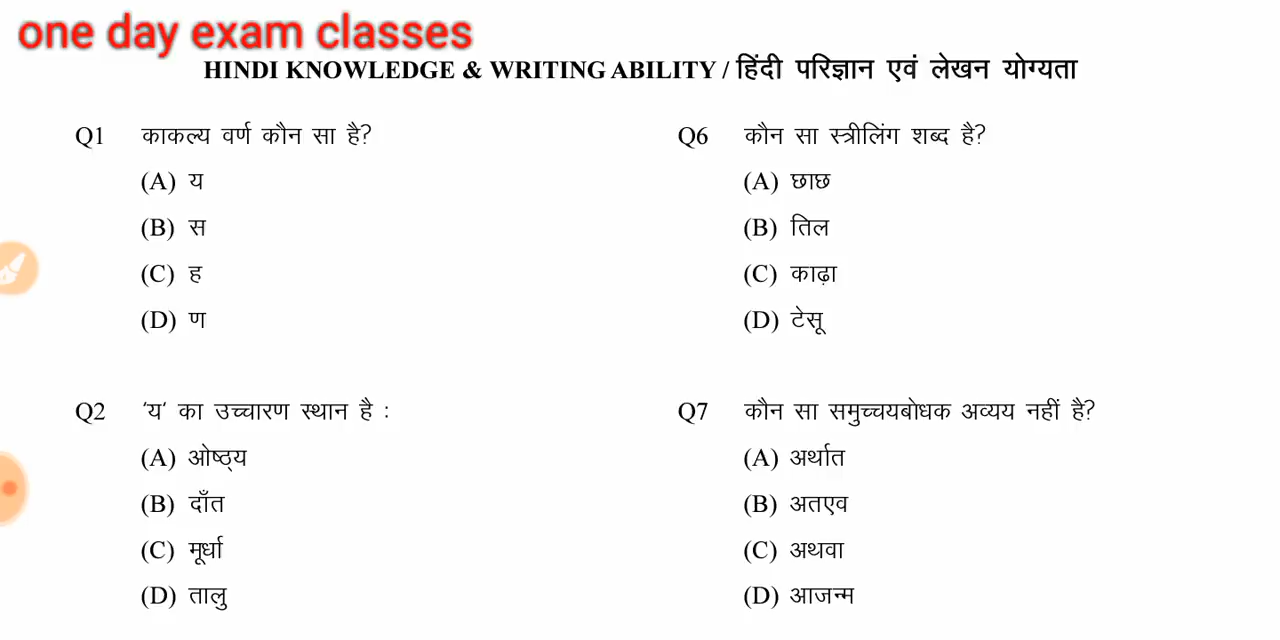 one day exam classes
HINDI KNOWLEDGE & WRITING ABILITY / हिंदी परिज्ञान एवं लेखन योग्यता
Q1 काकल्य वर्ण कौन सा है?
(A) य
(B) स
(C) ह
(D) ण
Q2 'य' का उच्चारण स्थान है :
(A) ओष्ठ्य
(B) दाँत
(C) मूर्धा
(D) तालु
Q6 कौन सा स्त्रीलिंग शब्द है?
(A) छाछ
(B) तिल
(C) काढ़ा
(D) टेसू
Q7 कौन सा समुच्चयबोधक अव्यय नहीं है?
(A) अर्थात
(B) अतएव
(C) अथवा
(D) आजन्म